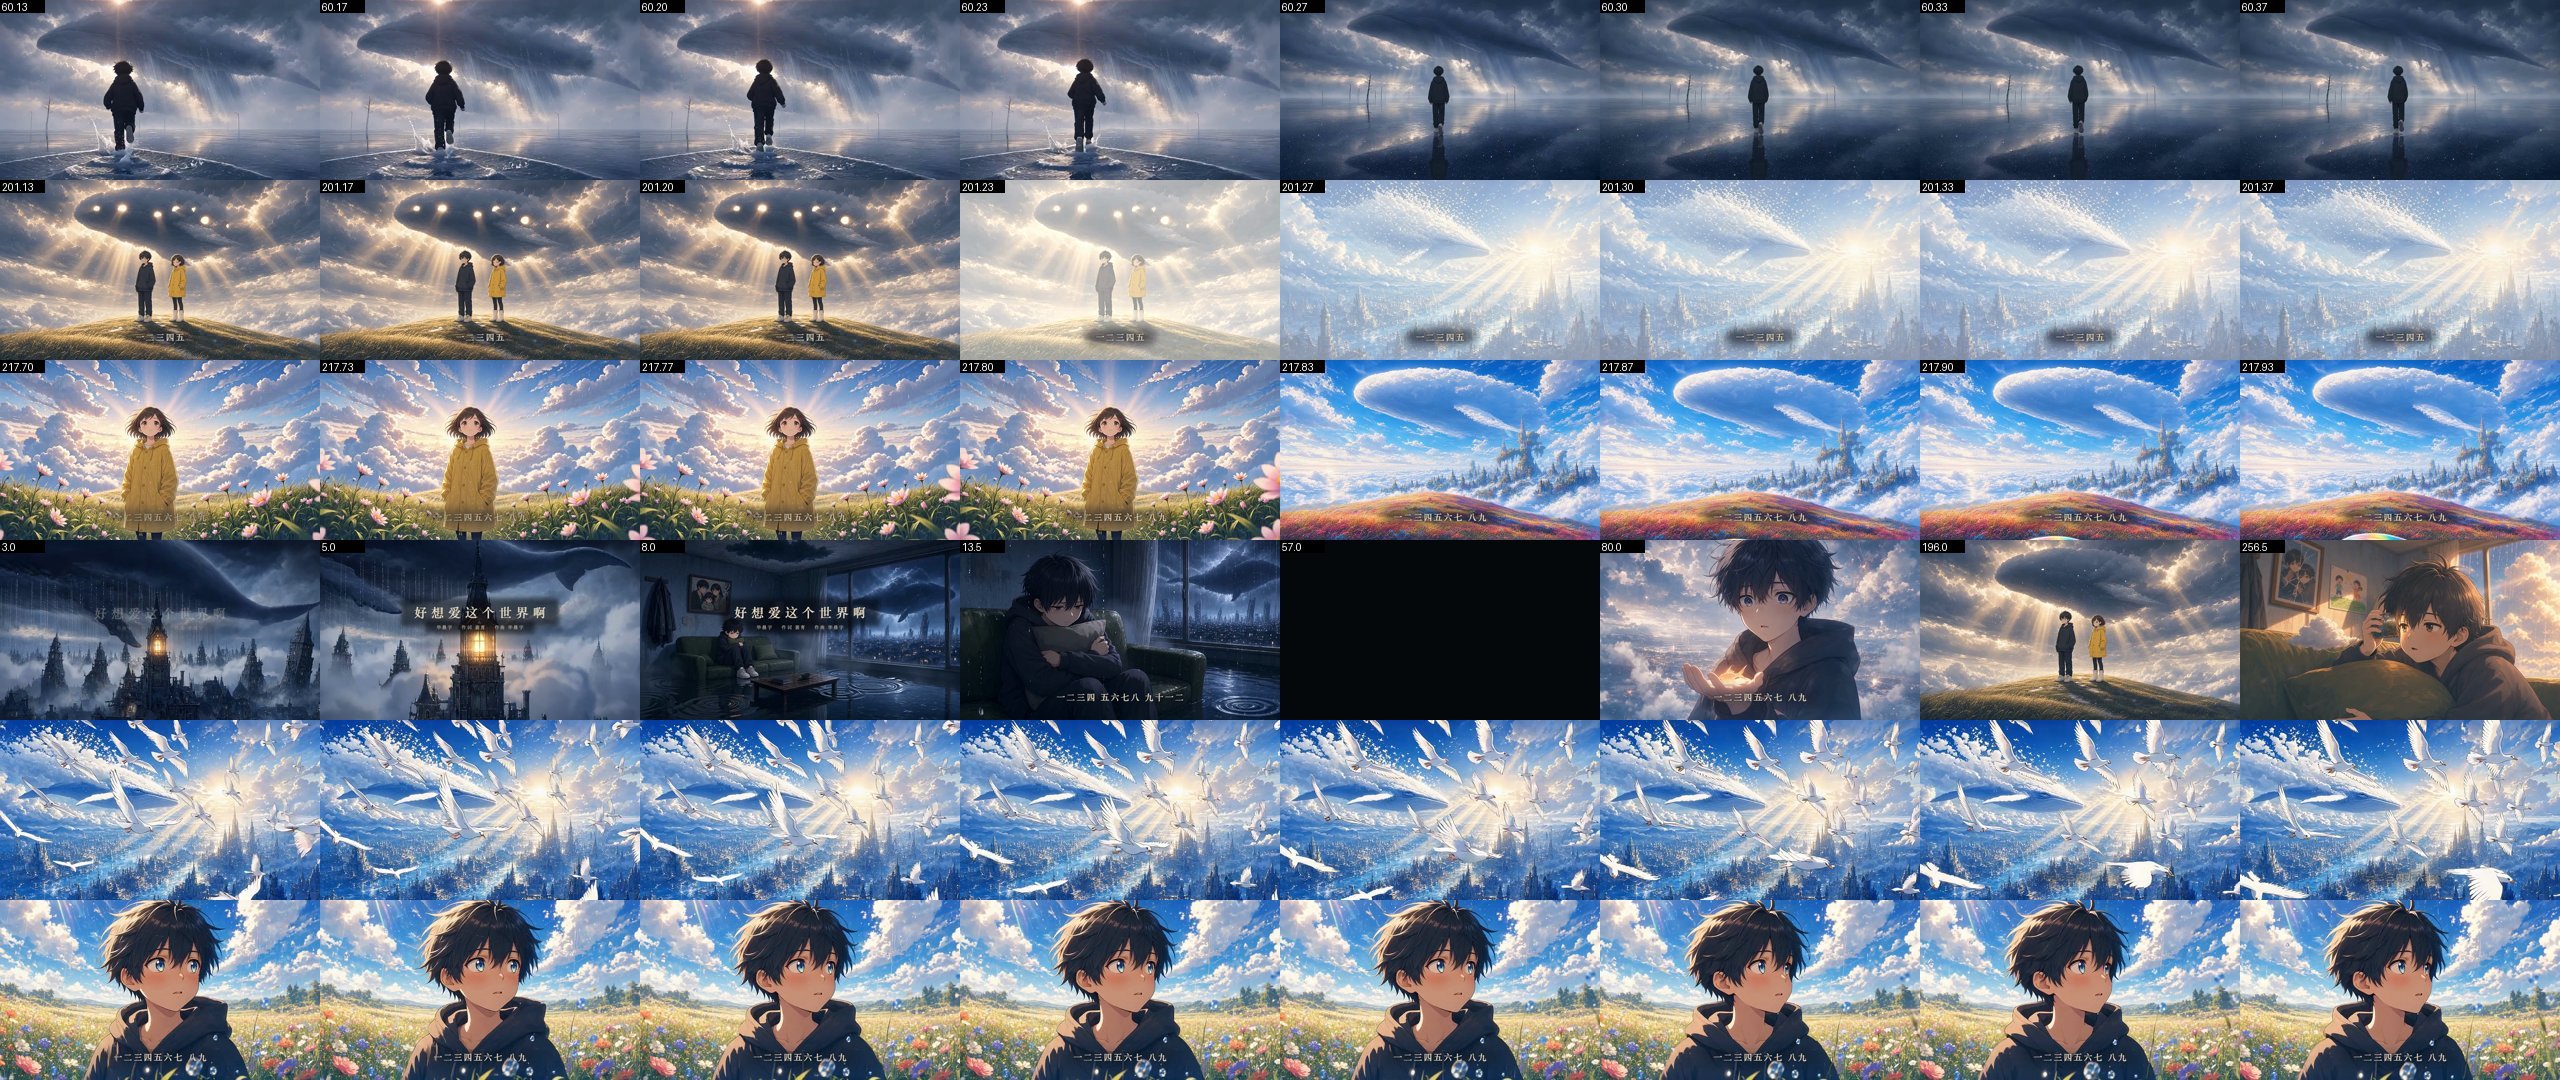 60.13
60.17
60.20
60.23
60.27
60.30
60.33
60.37
201.13
201.17
201.20
201.23
201.27
201.30
201.33
201.37
一二三四五
一二三四五
一二三四五
一二三四五
一二三四五
一二三四五
一二三四五
一二三四五
217.70
217.73
217.77
217.80
217.83
217.87
217.90
217.93
一二三四五六七 八九
一二三四五六七 八九
一二三四五六七 八九
一二三四五六七 八九
一二三四五六七 八九
一二三四五六七 八九
一二三四五六七 八九
一二三四五六七 八九
3.0
5.0
8.0
13.5
57.0
80.0
196.0
256.5
好想爱这个世界啊
好想爱这个世界啊
好想爱这个世界啊
一二三四 五六七八 九十一二
一二三四五六七 八九
一二三四五六七 八九
一二三四五六七 八九
一二三四五六七 八九
一二三四五六七 八九
一二三四五六七 八九
一二三四五六七 八九
一二三四五六七 八九
一二三四五六七 八九